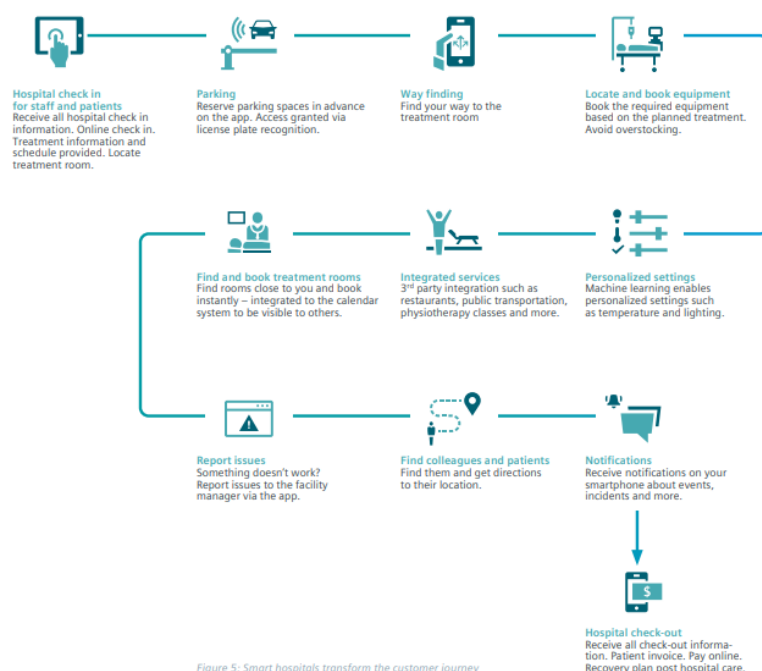 Hospital check in
for staff and patients
Receive all hospital check in
information. Online check in.
Treatment information and
schedule provided. Locate
treatment room.
Parking
Reserve parking spaces in advance
on the app. Access granted via
license plate recognition.
Way finding
Find your way to the
treatment room
Locate and book equipment
Book the required equipment
based on the planned treatment.
Avoid overstocking.
Find and book treatment rooms
Find rooms close to you and book
instantly – integrated to the calendar
system to be visible to others.
Integrated services
3rd party integration such as
restaurants, public transportation,
physiotherapy classes and more.
Personalized settings
Machine learning enables
personalized settings such
as temperature and lighting.
Report issues
Something doesn't work?
Report issues to the facility
manager via the app.
Find colleagues and patients
Find them and get directions
to their location.
Notifications
Receive notifications on your
smartphone about events,
incidents and more.
$
Hospital check-out
Receive all check-out informa-
tion. Patient invoice. Pay online.
Recovery plan post hospital care.
Figure 5: Smart hospitals transform the customer journey